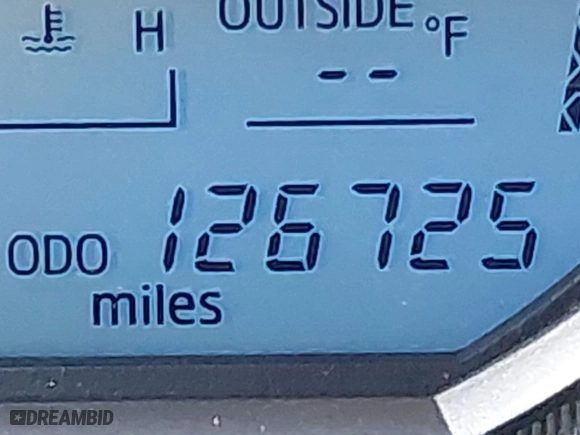 H
OUTSIDE °F
--
ODO 126725
miles
DREAMBID